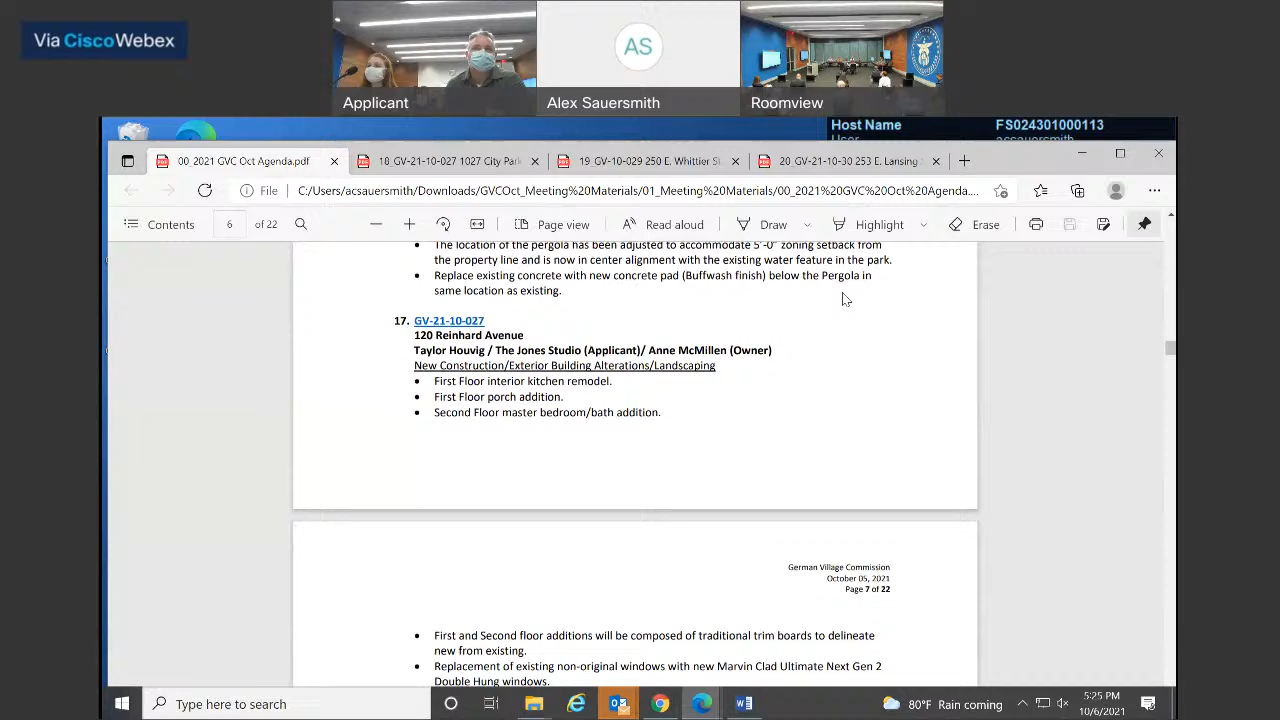 Via CiscoWebex
AS
Applicant
Alex Sauersmith
Roomview
Host Name FS024301000113
00_2021 GVC Oct Agenda.pdf
18_GV-21-10-027 1027 City Park
19_GV-10-029 250 E. Whittier St
20_GV-21-10-30 253 E. Lansing
File C:/Users/acsauersmith/Downloads/GVCOct_Meeting%20Materials/01_Meeting%20Materials/00_2021%20GVC%20Oct%20Agenda....
Contents 6 of 22 Page view Read aloud Draw Highlight Erase
The location of the pergola has been adjusted to accommodate 5'-0" zoning setback from
the property line and is now in center alignment with the existing water feature in the park.
• Replace existing concrete with new concrete pad (Buffwash finish) below the Pergola in
same location as existing.
17. GV-21-10-027
120 Reinhard Avenue
Taylor Houvig / The Jones Studio (Applicant)/ Anne McMillen (Owner)
New Construction/Exterior Building Alterations/Landscaping
• First Floor interior kitchen remodel.
• First Floor porch addition.
• Second Floor master bedroom/bath addition.
German Village Commission
October 05, 2021
Page 7 of 22
• First and Second floor additions will be composed of traditional trim boards to delineate
new from existing.
• Replacement of existing non-original windows with new Marvin Clad Ultimate Next Gen 2
Double Hung windows.
Type here to search
80°F Rain coming
5:25 PM
10/6/2021